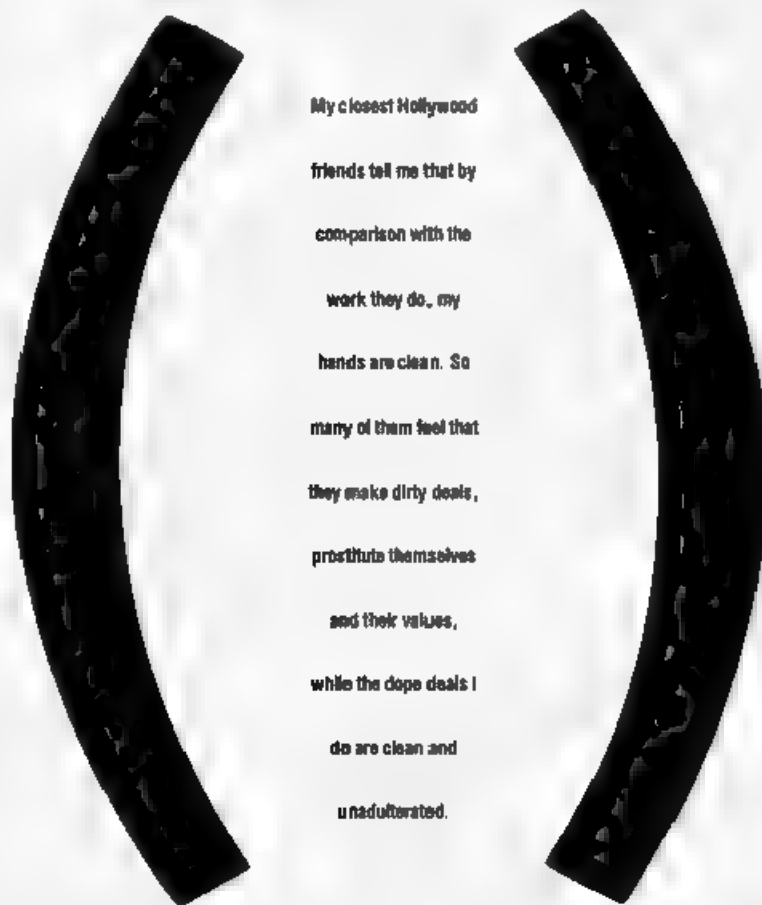 My closest Hollywood
friends tell me that by
comparison with the
work they do, my
hands are clean. So
many of them feel that
they make dirty deals,
prostitute themselves
and their values,
while the dope deals I
do are clean and
unadulterated.